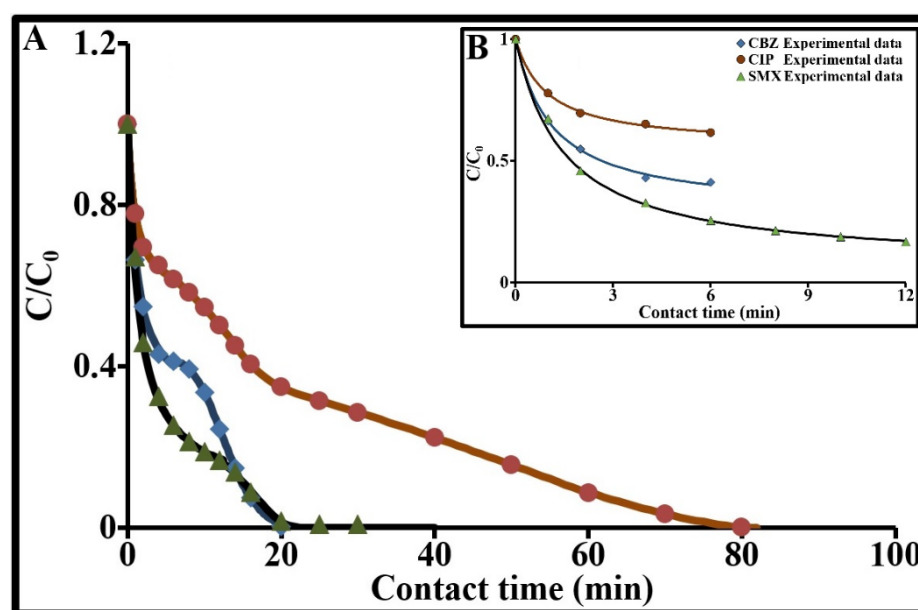 A
1.2
0.8
0.4
0
C/C0
0
20
40
60
80
100
Contact time (min)
B
1
0.5
0
C/C0
CBZ Experimental data
CIP Experimental data
SMX Experimental data
0
3
6
9
12
Contact time (min)